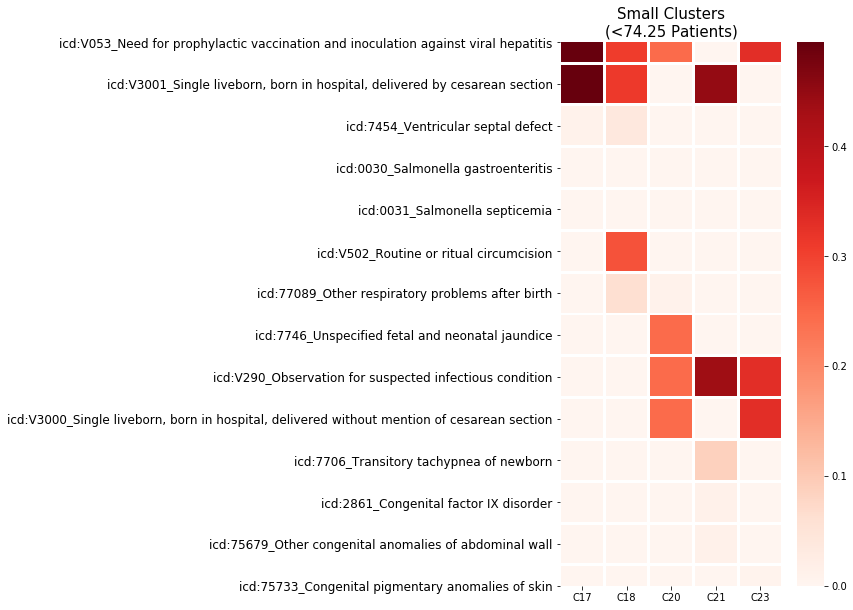 Small Clusters
(<74.25 Patients)
icd:V053_Need for prophylactic vaccination and inoculation against viral hepatitis
icd:V3001_Single liveborn, born in hospital, delivered by cesarean section
icd:7454_Ventricular septal defect
icd:0030_Salmonella gastroenteritis
icd:0031_Salmonella septicemia
icd:V502_Routine or ritual circumcision
icd:77089_Other respiratory problems after birth
icd:7746_Unspecified fetal and neonatal jaundice
icd:V290_Observation for suspected infectious condition
icd:V3000_Single liveborn, born in hospital, delivered without mention of cesarean section
icd:7706_Transitory tachypnea of newborn
icd:2861_Congenital factor IX disorder
icd:75679_Other congenital anomalies of abdominal wall
icd:75733_Congenital pigmentary anomalies of skin
C17 C18 C20 C21 C23
0.4
0.3
0.2
0.1
0.0